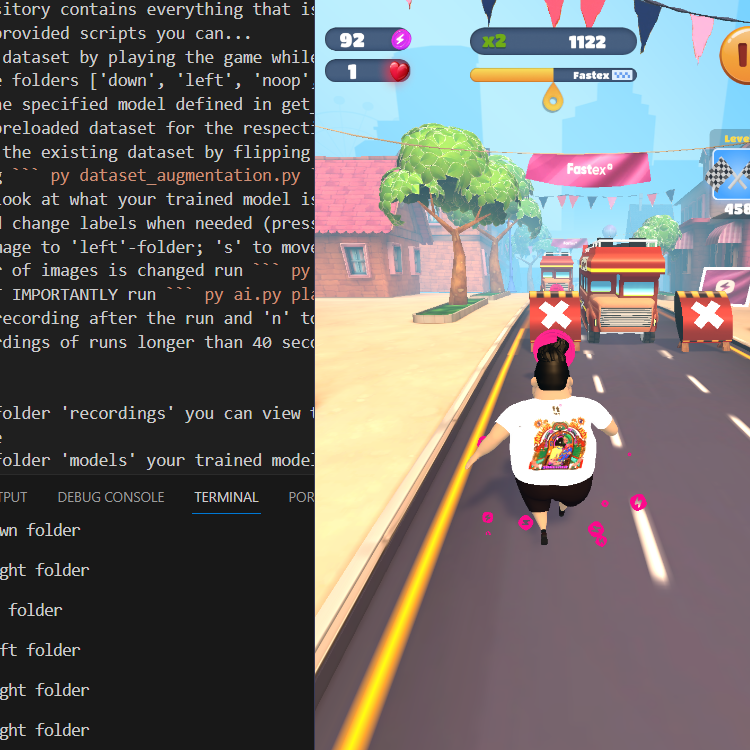 sitory contains everything that is
provided scripts you can...
dataset by playing the game while
e folders ['down', 'left', 'noop',
he specified model defined in get_
preloaded dataset for the respecti
the existing dataset by flipping
g ``` py dataset_augmentation.py
look at what your trained model is
d change labels when needed (press
mage to 'left'-folder; 's' to move
r of images is changed run ``` py
T IMPORTANTLY run ``` py ai.py pla
recording after the run and 'n' to
rdings of runs longer than 40 seco
folder 'recordings' you can view t
e
folder 'models' your trained model
TPUT DEBUG CONSOLE TERMINAL POR
wn folder
ght folder
folder
ft folder
ght folder
ght folder
92
1
x2 1122
Fastex
Leve
458
Fastex